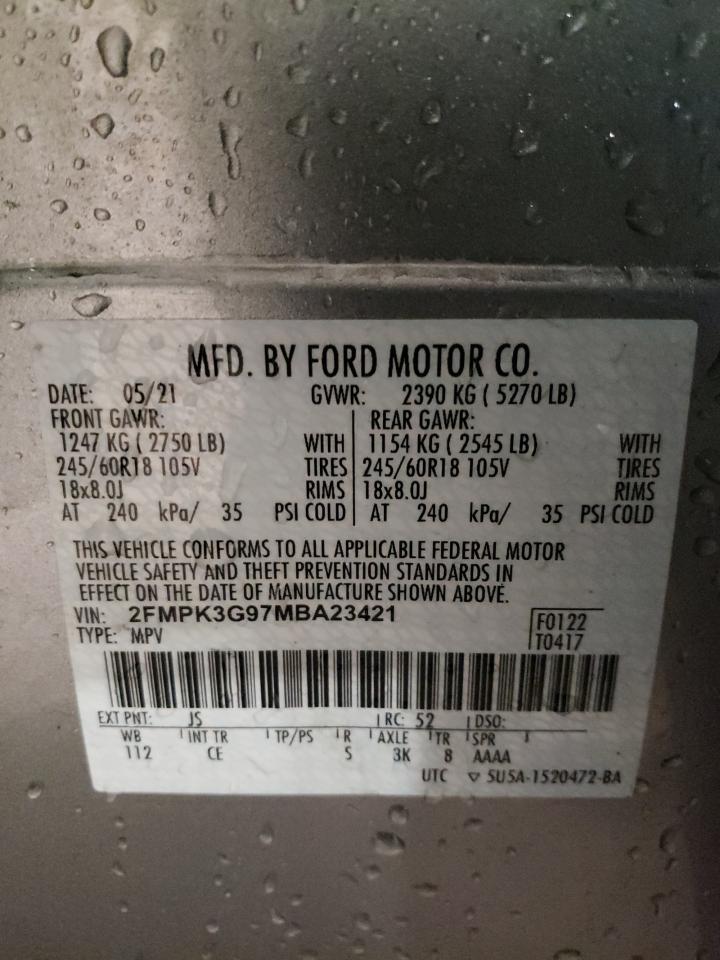 MFD. BY FORD MOTOR CO.
DATE: 05/21 GVWR: 2390 KG ( 5270 LB)
FRONT GAWR: REAR GAWR:
1247 KG ( 2750 LB) WITH 1154 KG ( 2545 LB) WITH
245/60R18 105V TIRES 245/60R18 105V TIRES
18x8.0J RIMS 18x8.0J RIMS
AT 240 kPa/ 35 PSI COLD AT 240 kPa/ 35 PSI COLD
THIS VEHICLE CONFORMS TO ALL APPLICABLE FEDERAL MOTOR
VEHICLE SAFETY AND THEFT PREVENTION STANDARDS IN
EFFECT ON THE DATE OF MANUFACTURE SHOWN ABOVE.
VIN: 2FMPK3G97MBA23421 F0122
TYPE: MPV T0417
EXT PNT: JS RC: 52 DSO:
WB INT TR TP/PS R AXLE TR SPR
112 CE S 3K 8 AAAA
UTC ▽ 5U5A-1520472-BA